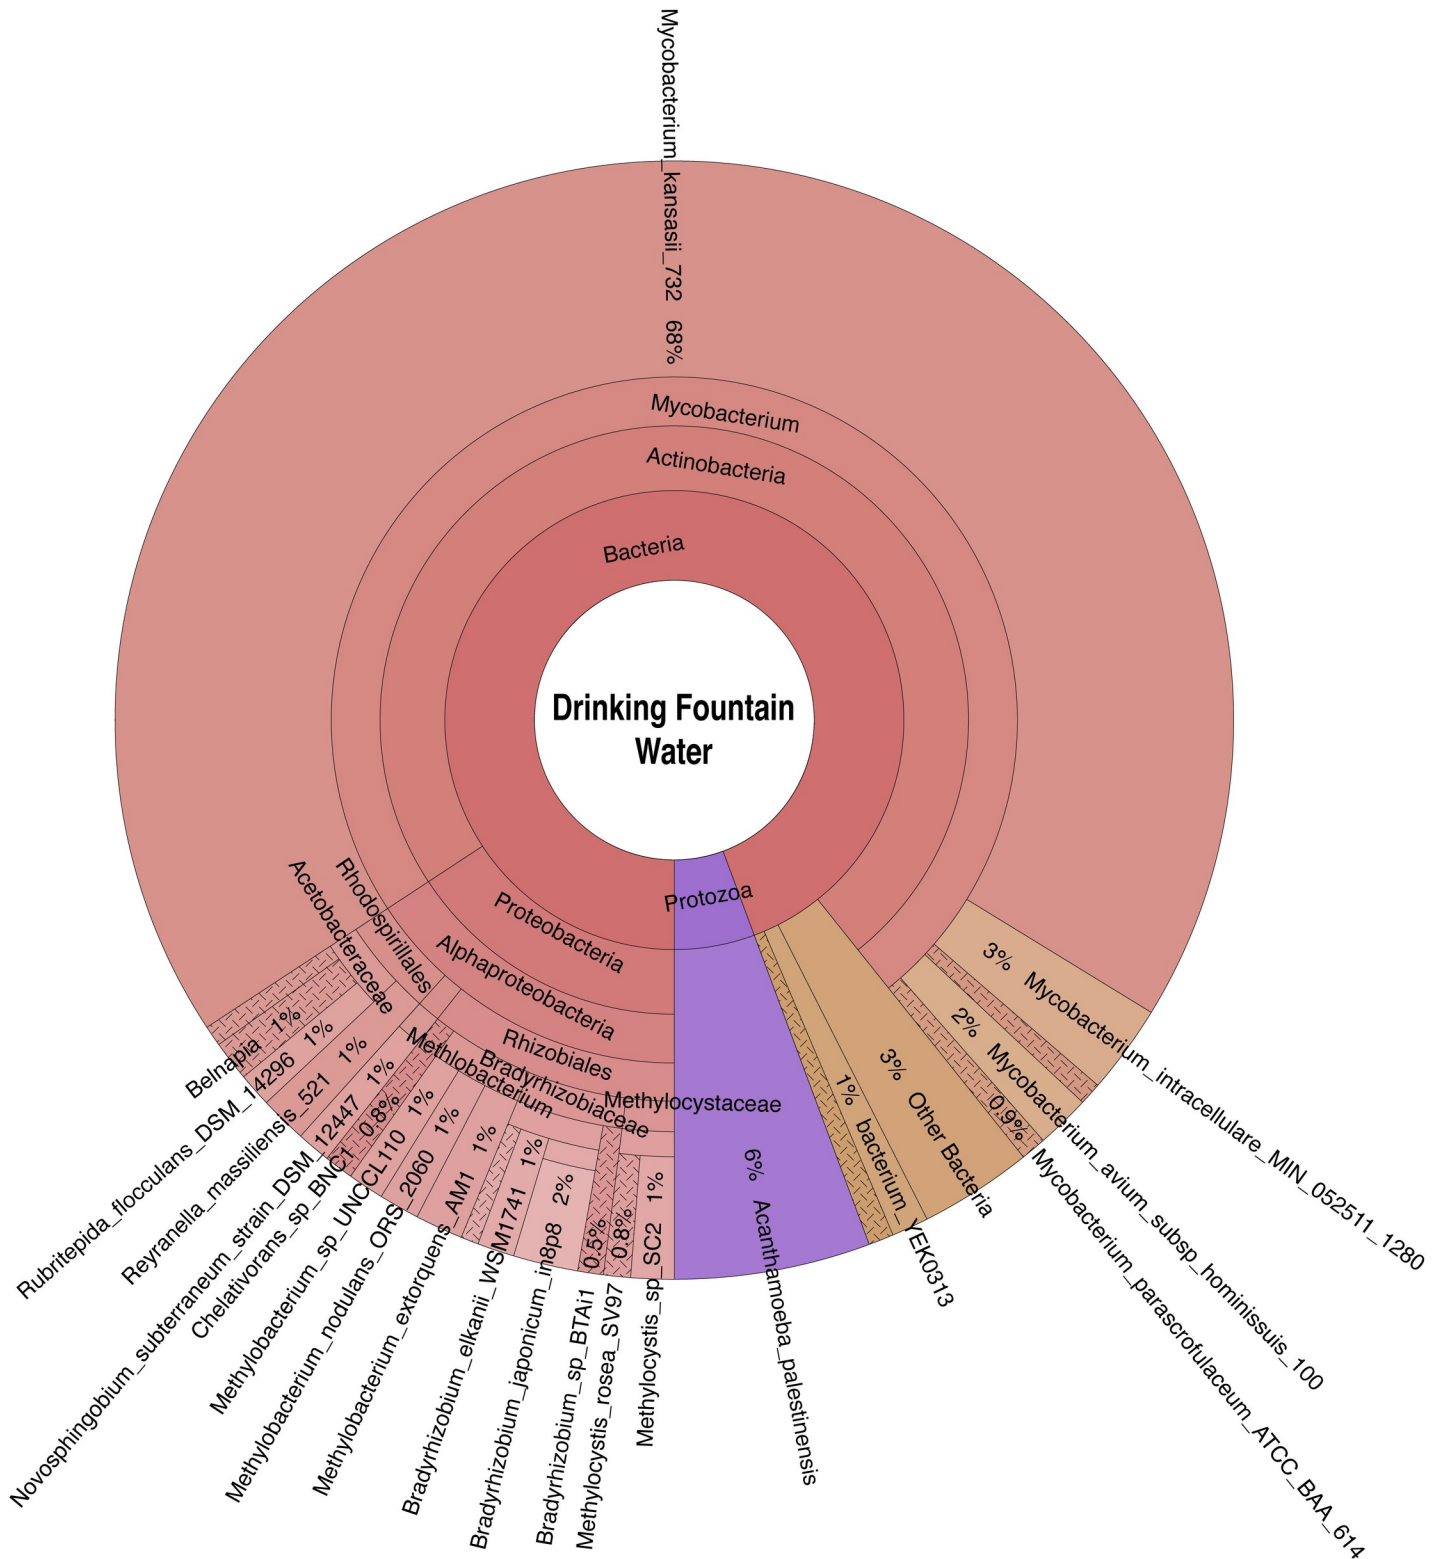 Mycobacterium_kansasii_732 68%
Mycobacterium
Actinobacteria
Bacteria
Drinking Fountain
Water
Protozoa
Proteobacteria
Alphaproteobacteria
Rhodospirillales
Acetobacteraceae
Rhizobiales
Bradyrhizobiaceae
Methlobacterium
Methylocystaceae
3% Mycobacterium_intracellulare_MIN_052511_1280
2% Mycobacterium_avium_subsp_hominissuis_100
0.9% Mycobacterium_parascrofulaceum_ATCC_BAA_614
3% Other Bacteria
1% bacterium_YEK0313
6% Acanthamoeba_palestinensis
Methylocystis_sp_SC2 1%
Methylocystis_rosea_SV97 0.8%
Bradyrhizobium_sp_BTAi1 0.5%
Bradyrhizobium_japonicum_in8p8 2%
Bradyrhizobium_elkanii_WSM1741 1%
Methylobacterium_extorquens_AM1 1%
Methylobacterium_nodulans_ORS_2060 1%
Methylobacterium_sp_UNCCL110 1%
Chelativorans_sp_BNC1 0.8%
Novosphingobium_subterraneum_strain_DSM_12447 1%
Reyranella_massiliensis_521 1%
Rubritepida_flocculans_DSM_14296 1%
Belnapia 1%